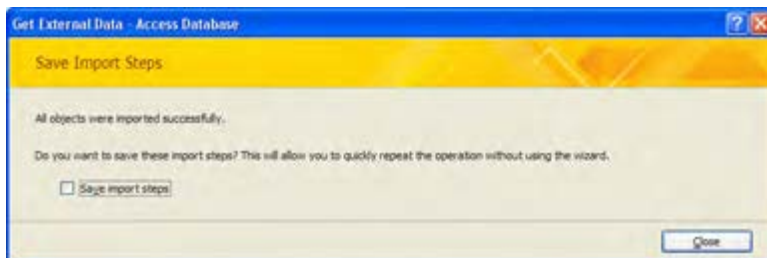 Get External Data - Access Database
Save Import Steps
All objects were imported successfully.
Do you want to save these import steps? This will allow you to quickly repeat the operation without using the wizard.
Save import steps
Close